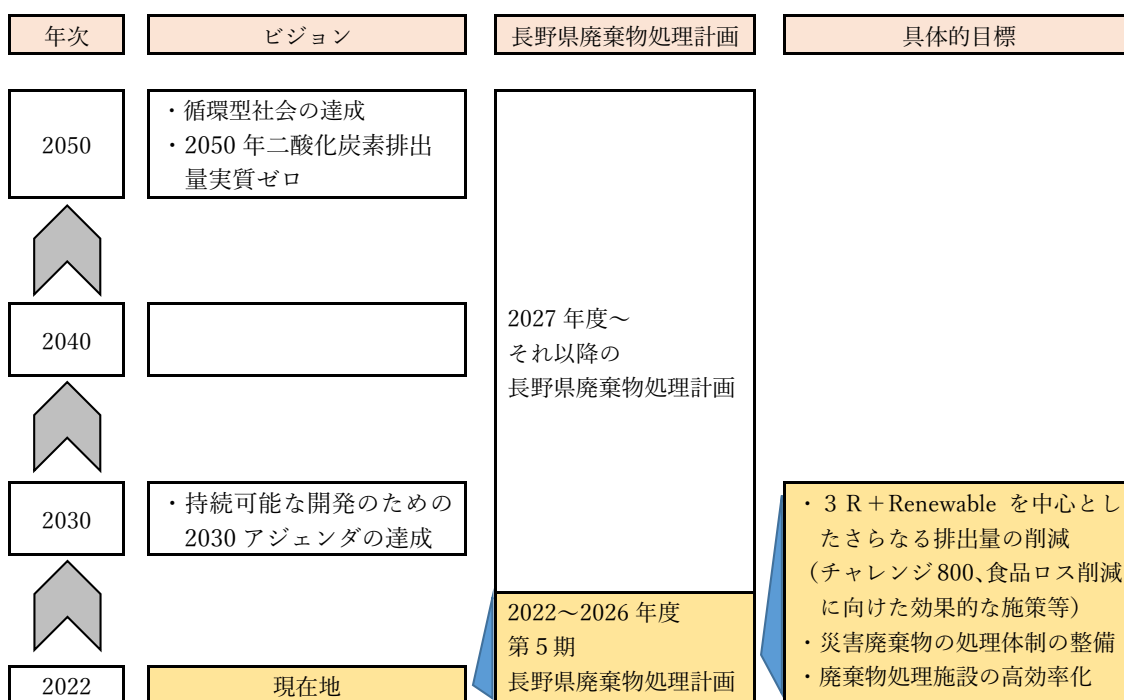 年次
ビジョン
長野県廃棄物処理計画
具体的目標
2050
・循環型社会の達成
・2050 年二酸化炭素排出
量実質ゼロ
2040
2027 年度～
それ以降の
長野県廃棄物処理計画
2030
・持続可能な開発のための
2030 アジェンダの達成
・３Ｒ＋Renewable を中心とし
たさらなる排出量の削減
（チャレンジ 800、食品ロス削減
に向けた効果的な施策等）
・災害廃棄物の処理体制の整備
・廃棄物処理施設の高効率化
2022～2026 年度
第５期
長野県廃棄物処理計画
2022
現在地